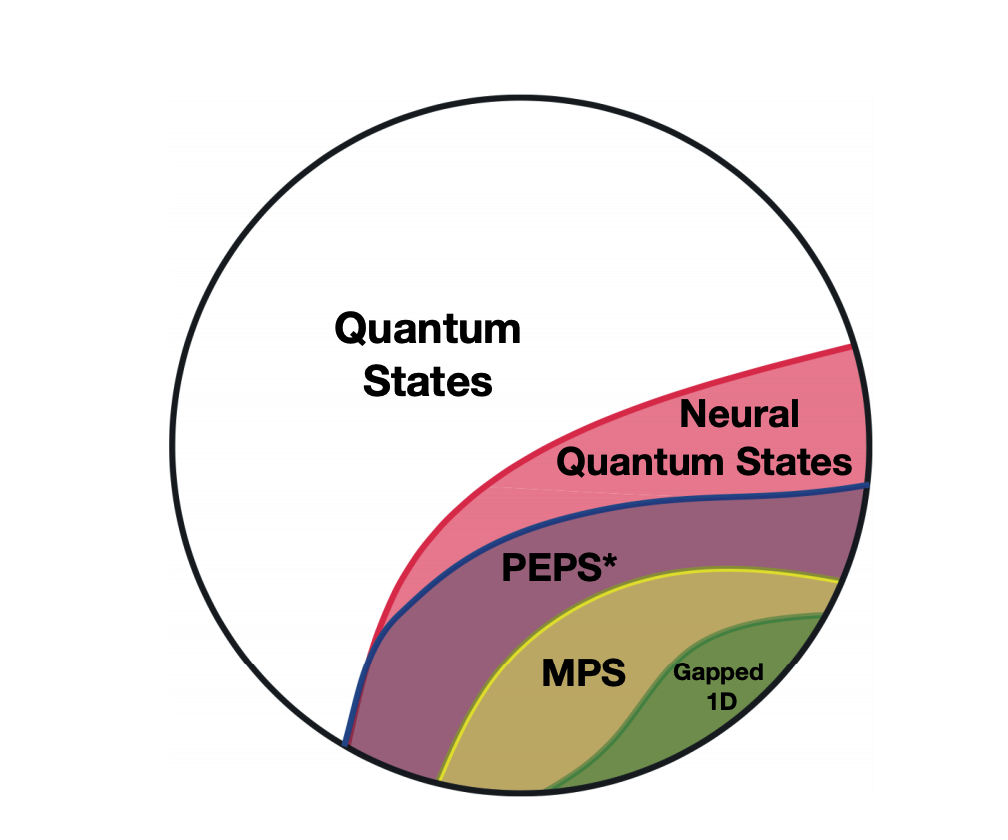 Quantum
States
Neural
Quantum States
PEPS*
MPS
Gapped
1D